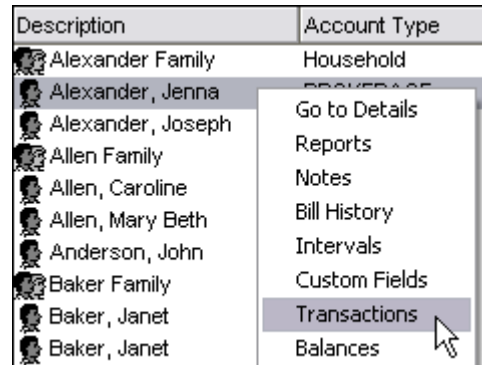 Description Account Type
Alexander Family Household
Alexander, Jenna
Alexander, Joseph
Allen Family
Allen, Caroline
Allen, Mary Beth
Anderson, John
Baker Family
Baker, Janet
Baker, Janet
Go to Details
Reports
Notes
Bill History
Intervals
Custom Fields
Transactions
Balances